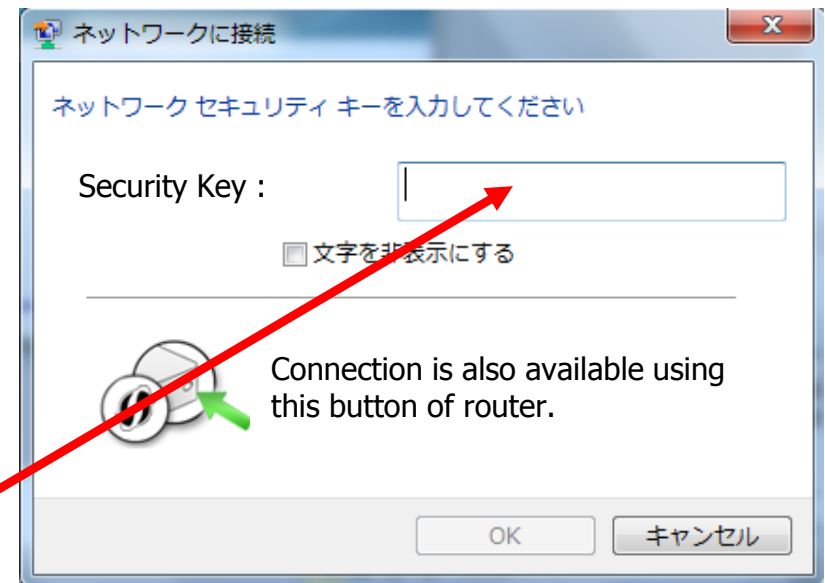 ネットワークに接続
ネットワーク セキュリティ キーを入力してください
Security Key :
文字を非表示にする
Connection is also available using
this button of router.
OK
キャンセル